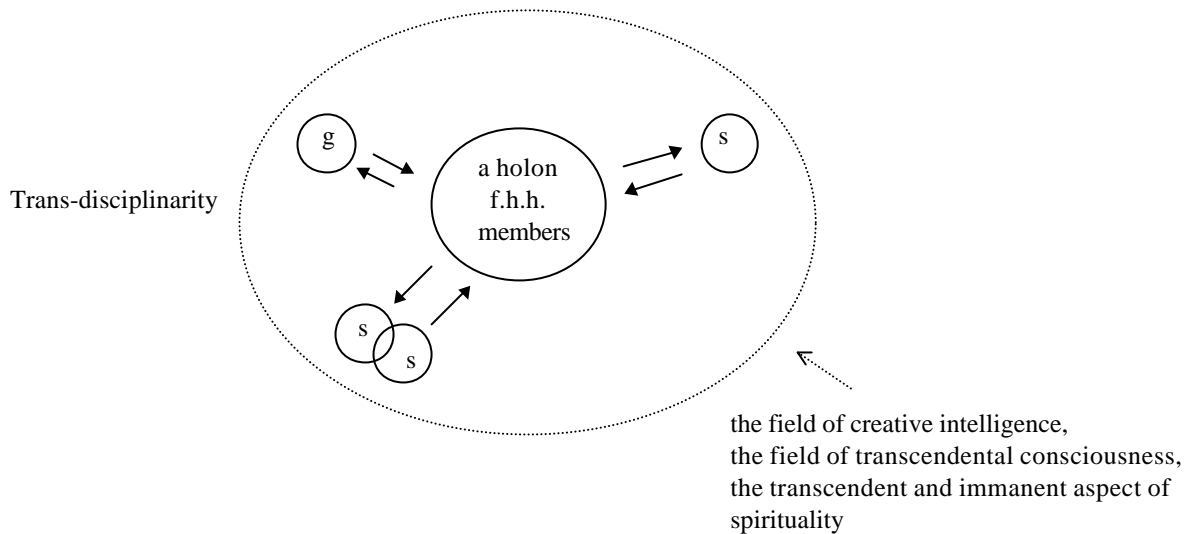 g
s
a holon
f.h.h.
members
Trans-disciplinarity
s
s
the field of creative intelligence,
the field of transcendental consciousness,
the transcendent and immanent aspect of
spirituality